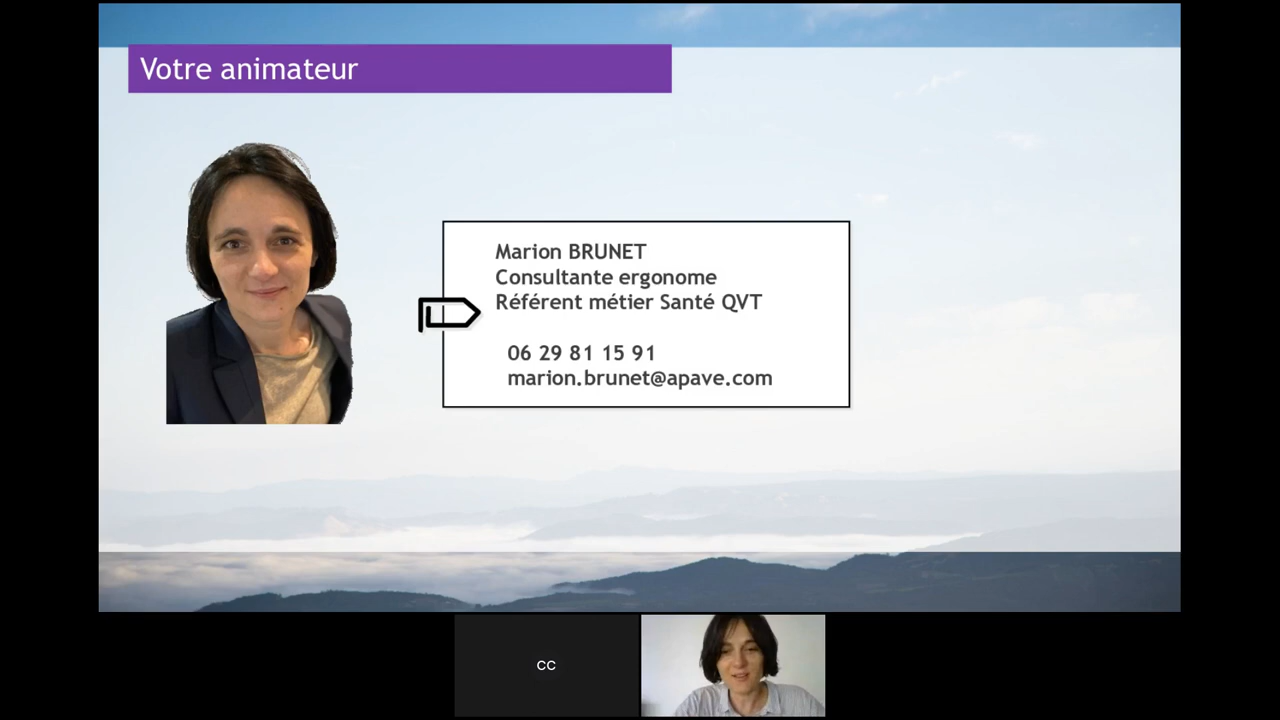 Votre animateur
Marion BRUNET
Consultante ergonome
Référent métier Santé QVT
06 29 81 15 91
marion.brunet@apave.com
CC